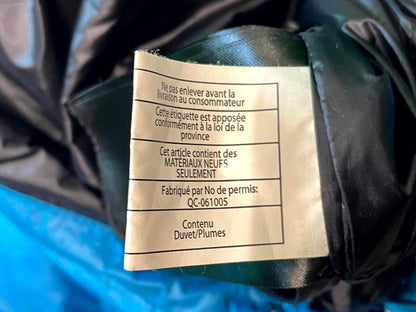 Ne pas enlever avant la
livraison au consommateur
Cette étiquette est apposée
conformément à la loi de la
province
Cet article contient des
MATÉRIAUX NEUFS
SEULEMENT
Fabriqué par No de permis:
QC-061005
Contenu
Duvet/Plumes